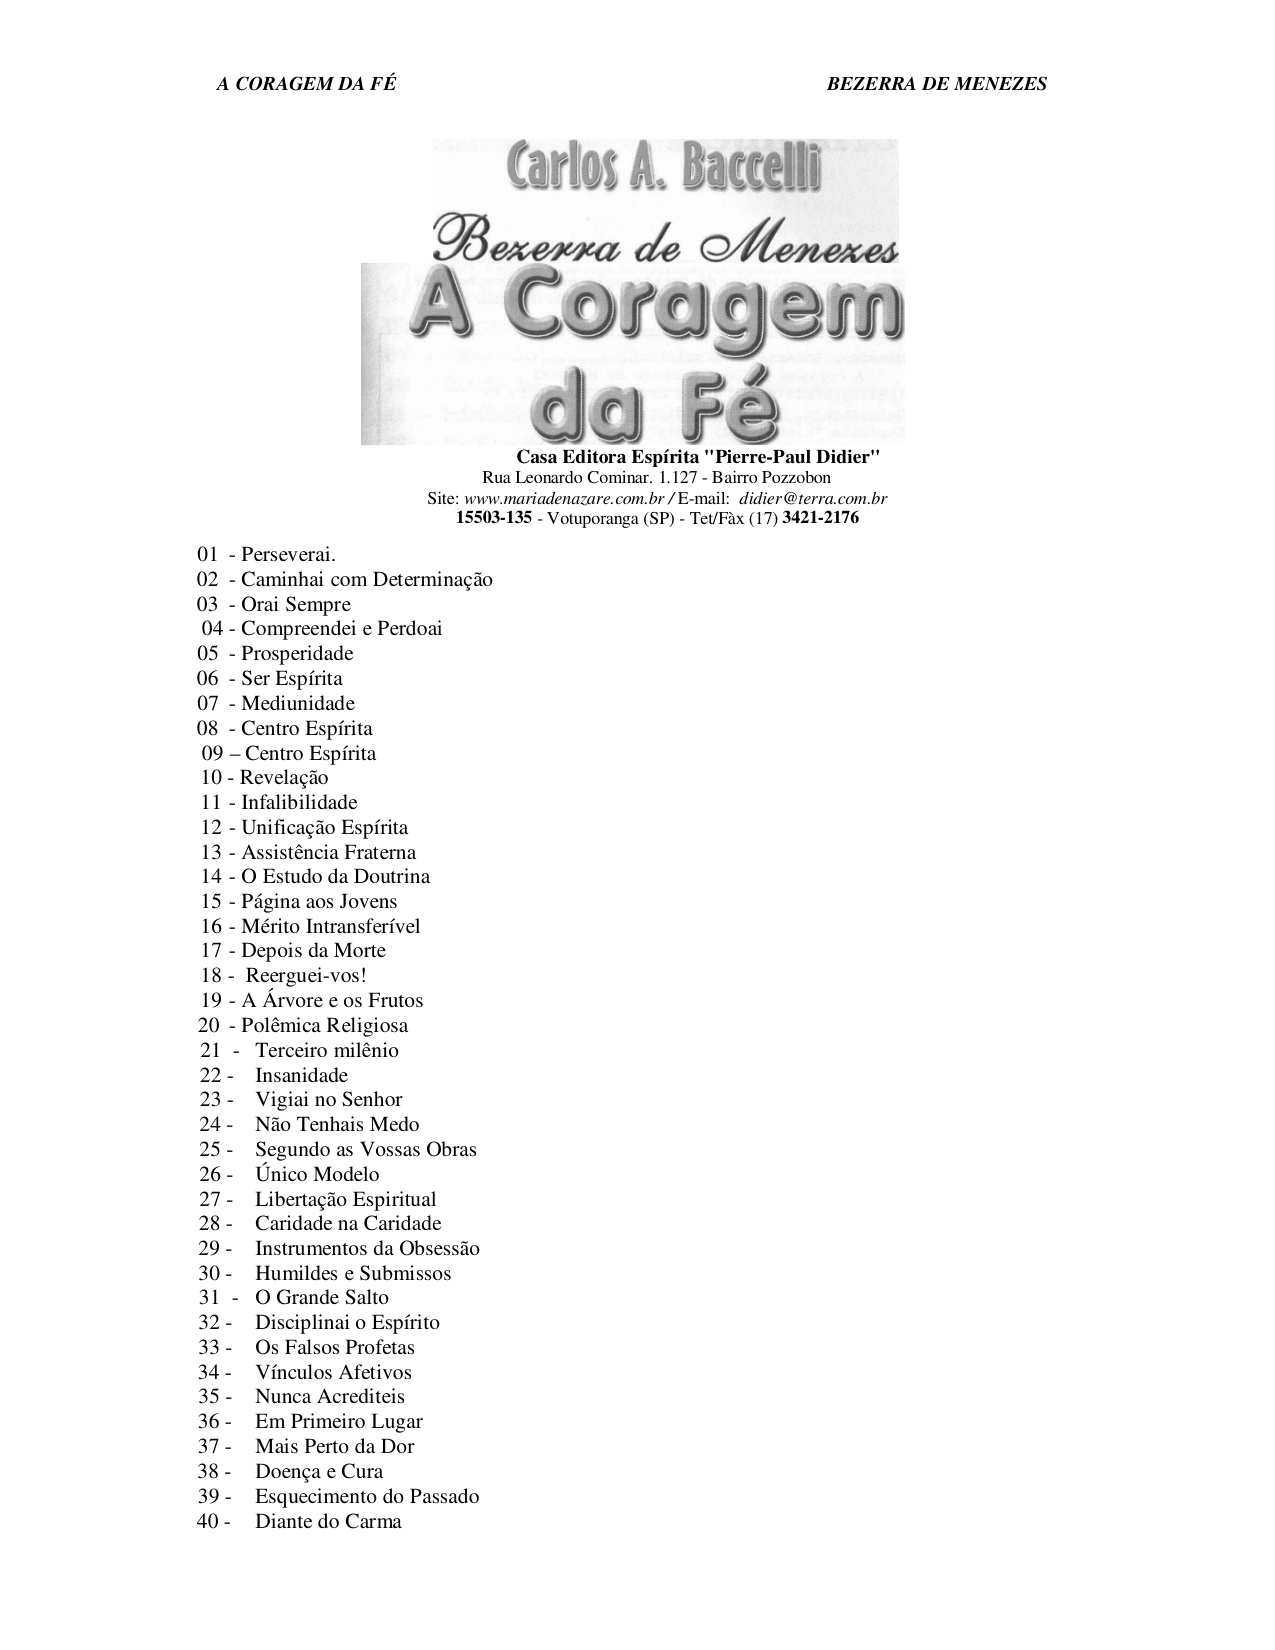 A CORAGEM DA FÉ BEZERRA DE MENEZES
Carlos A. Baccelli
Bezerra de Menezes
A Coragem
da Fé
Casa Editora Espírita "Pierre-Paul Didier"
Rua Leonardo Cominar. 1.127 - Bairro Pozzobon
Site: www.mariadenazare.com.br / E-mail: didier@terra.com.br
15503-135 - Votuporanga (SP) - Tet/Fàx (17) 3421-2176
01 - Perseverai.
02 - Caminhai com Determinação
03 - Orai Sempre
04 - Compreendei e Perdoai
05 - Prosperidade
06 - Ser Espírita
07 - Mediunidade
08 - Centro Espírita
09 – Centro Espírita
10 - Revelação
11 - Infalibilidade
12 - Unificação Espírita
13 - Assistência Fraterna
14 - O Estudo da Doutrina
15 - Página aos Jovens
16 - Mérito Intransferível
17 - Depois da Morte
18 - Reerguei-vos!
19 - A Árvore e os Frutos
20 - Polêmica Religiosa
21 - Terceiro milênio
22 - Insanidade
23 - Vigiai no Senhor
24 - Não Tenhais Medo
25 - Segundo as Vossas Obras
26 - Único Modelo
27 - Libertação Espiritual
28 - Caridade na Caridade
29 - Instrumentos da Obsessão
30 - Humildes e Submissos
31 - O Grande Salto
32 - Disciplinai o Espírito
33 - Os Falsos Profetas
34 - Vínculos Afetivos
35 - Nunca Acrediteis
36 - Em Primeiro Lugar
37 - Mais Perto da Dor
38 - Doença e Cura
39 - Esquecimento do Passado
40 - Diante do Carma